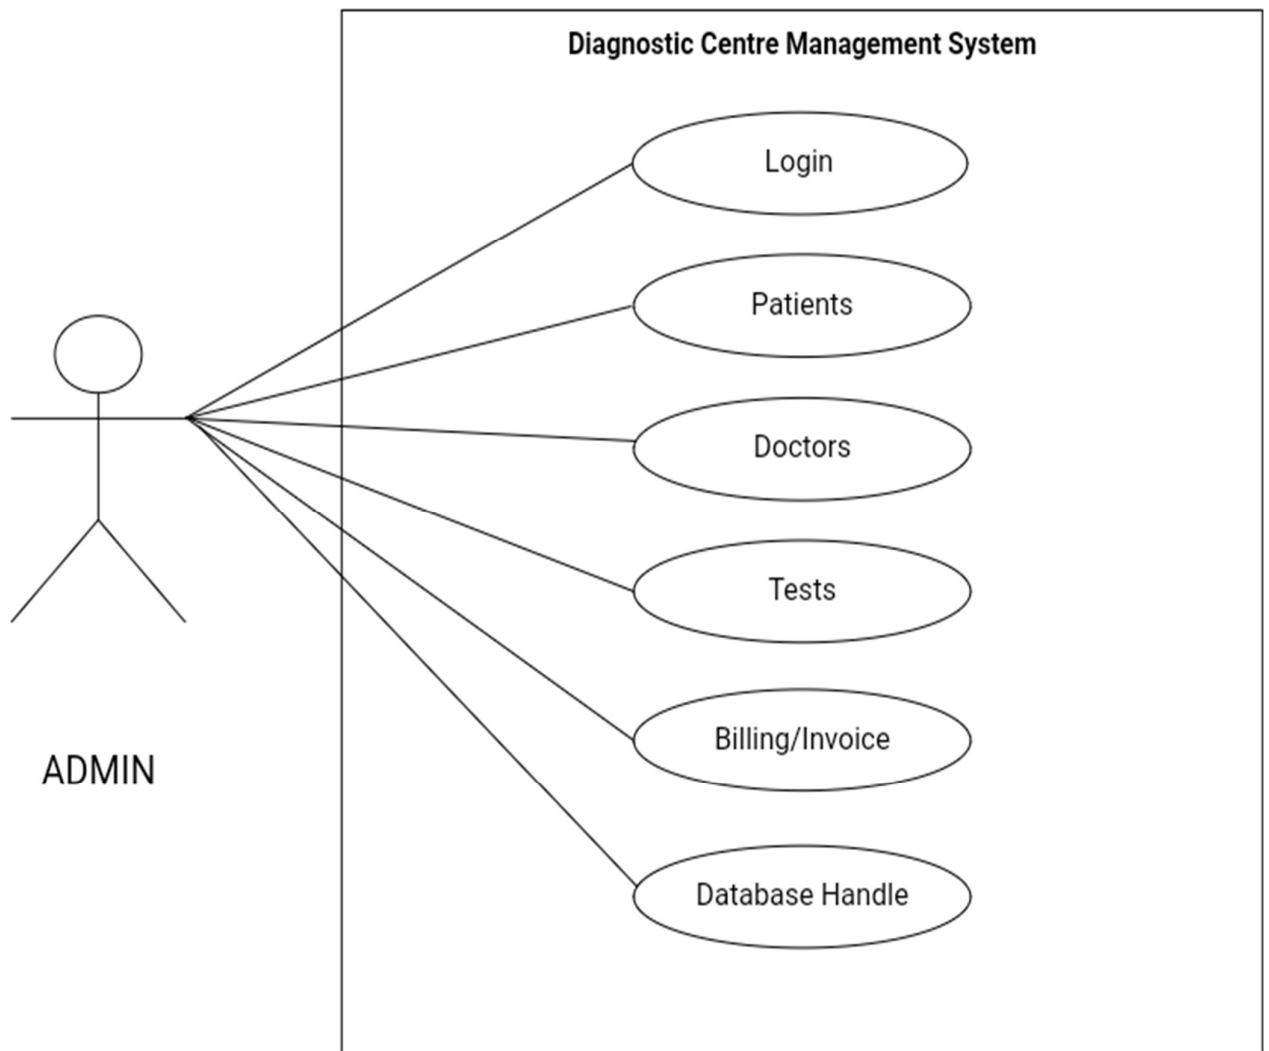 Diagnostic Centre Management System
Login
Patients
Doctors
Tests
Billing/Invoice
ADMIN
Database Handle